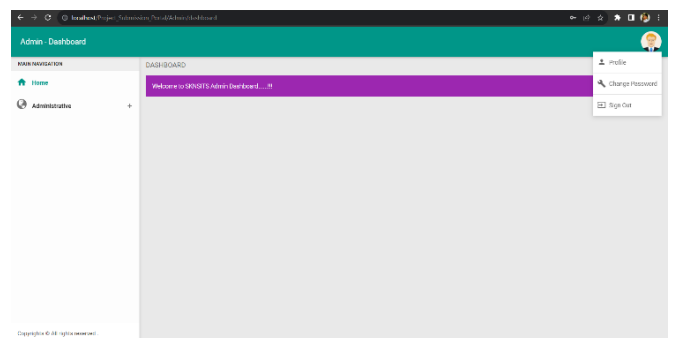 localhost/Project_Submission_Portal/Admin/dashboard
Admin - Dashboard
MAIN NAVIGATION
Home
Administrative +
DASHBOARD
Welcome to SKNSITS Admin Dashboard.....!!!
Profile
Change Password
Sign Out
Copyrights © All rights reserved